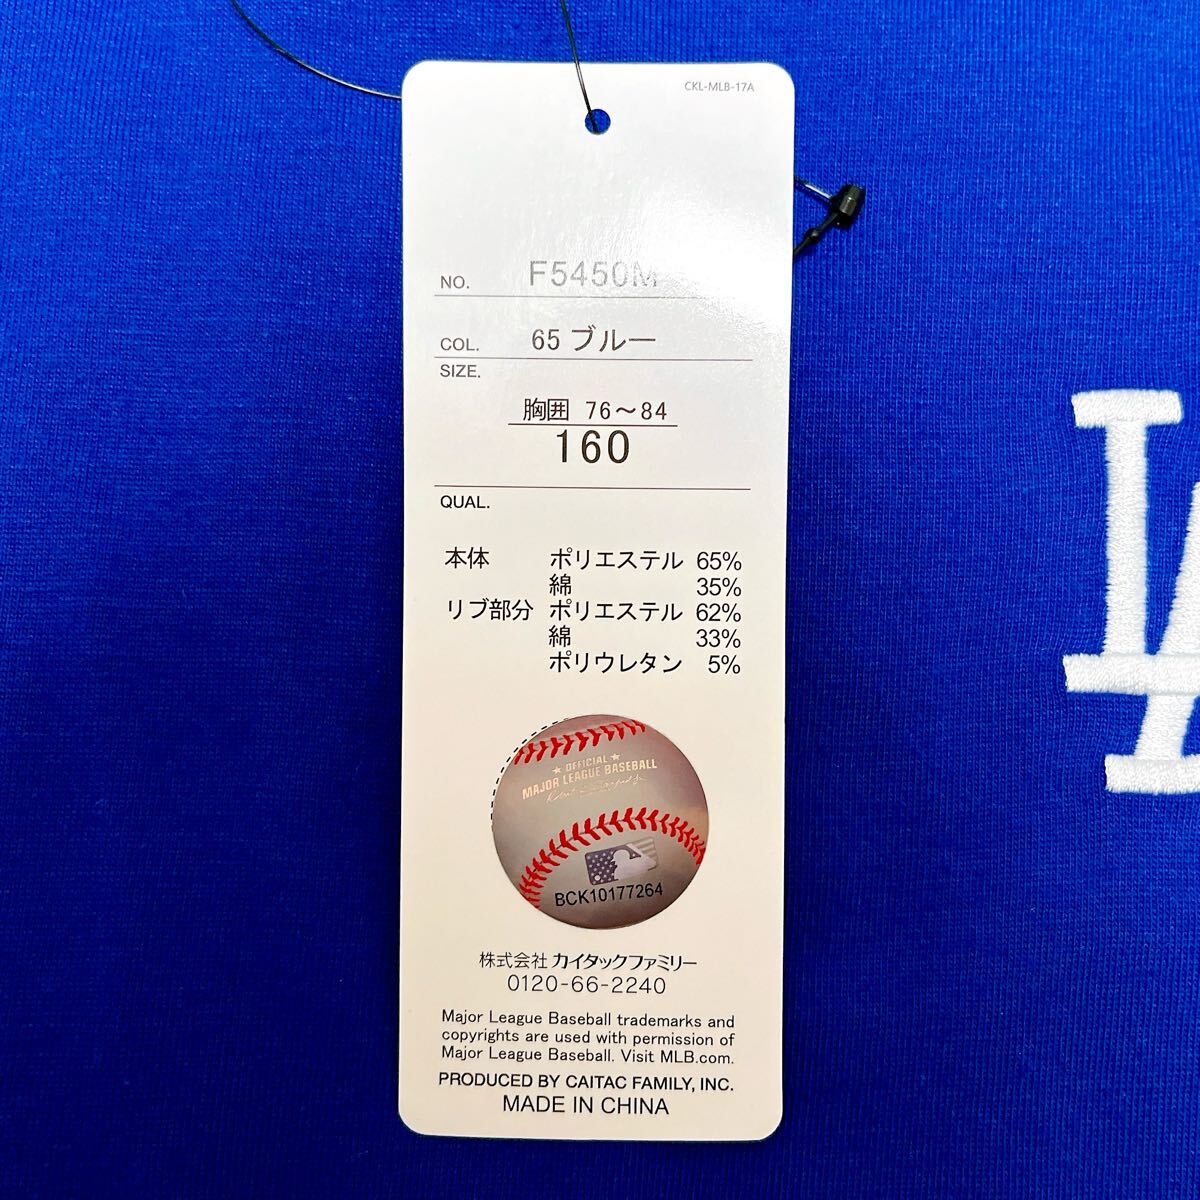 CKL-MLB-17A
NO. F5450M
COL. 65 ブルー
SIZE.
胸囲 76～84
160
QUAL.
本体 ポリエステル 65%
綿 35%
リブ部分 ポリエステル 62%
綿 33%
ポリウレタン 5%
★ OFFICIAL ★
MAJOR LEAGUE BASEBALL
BCK10177264
株式会社 カイタックファミリー
0120-66-2240
Major League Baseball trademarks and
copyrights are used with permission of
Major League Baseball. Visit MLB.com.
PRODUCED BY CAITAC FAMILY, INC.
MADE IN CHINA
LA